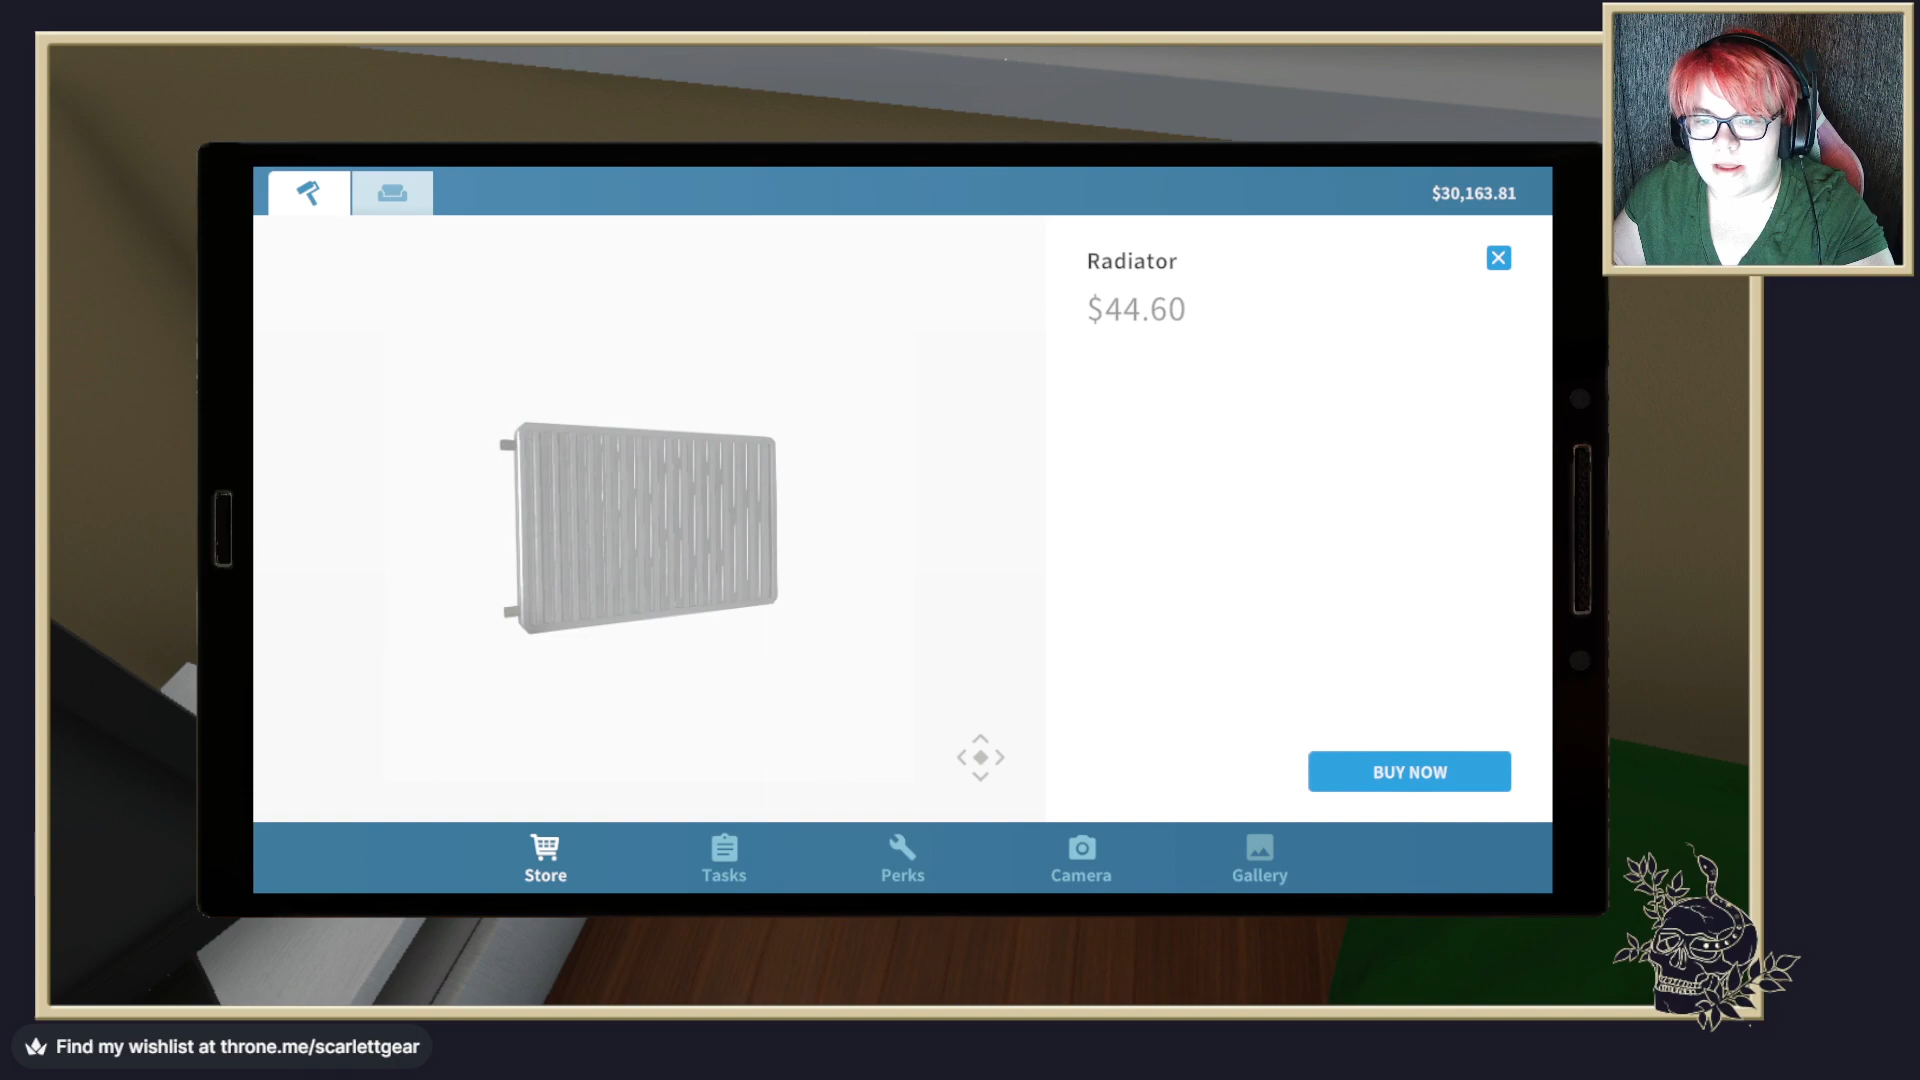 $30,163.81
Radiator
$44.60
BUY NOW
Store
Tasks
Perks
Camera
Gallery
Find my wishlist at throne.me/scarlettgear